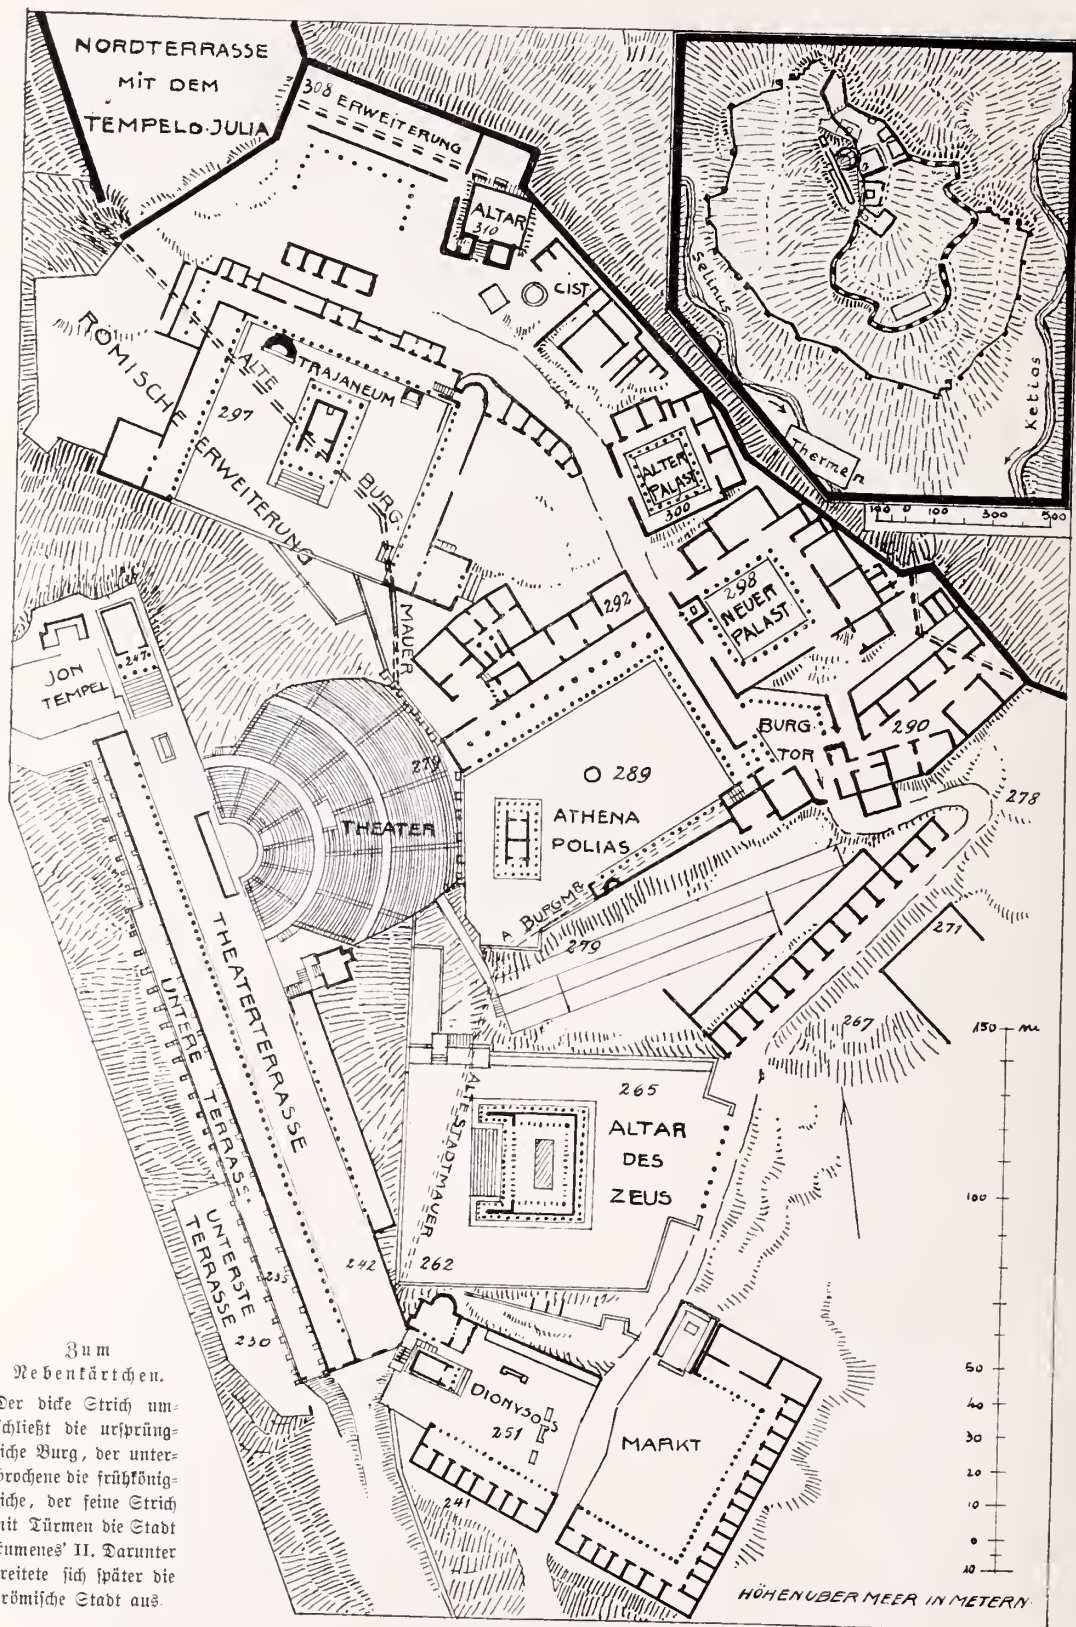 NORDTERRASSE
MIT DEM
TEMPEL D. JULIA
308 ERWEITERUNG
ALTAR
310
CIST.
RÖMISCHE ERWEITERUNG
297
TRAJANEUM
ALTE BURG MAUER
ALTER
PALAST
300
298
NEUER
PALAST
292
290
BURG-
TOR
278
JON
TEMPEL
247
THEATER
279
289
ATHENA
POLIAS
A BURGMR.
279
271
267
THEATERTERRASSE
UNTERE TERRASSE
UNTERSTE
TERRASSE
235
230
242
262
ALTE STADTMAUER
265
ALTAR
DES
ZEUS
DIONYSOS
251
241
MARKT
Selinus
Ketios
Thermen
100 0 100 300 500
150 m
100
50
40
30
20
10
0
10
HÖHEN ÜBER MEER IN METERN
Zum
Nebenkärtchen.
Der dicke Strich um=
schließt die ursprüng=
liche Burg, der unter=
brochene die frühkönig=
liche, der feine Strich
mit Türmen die Stadt
Eumenes' II. Darunter
breitete sich später die
römische Stadt aus.